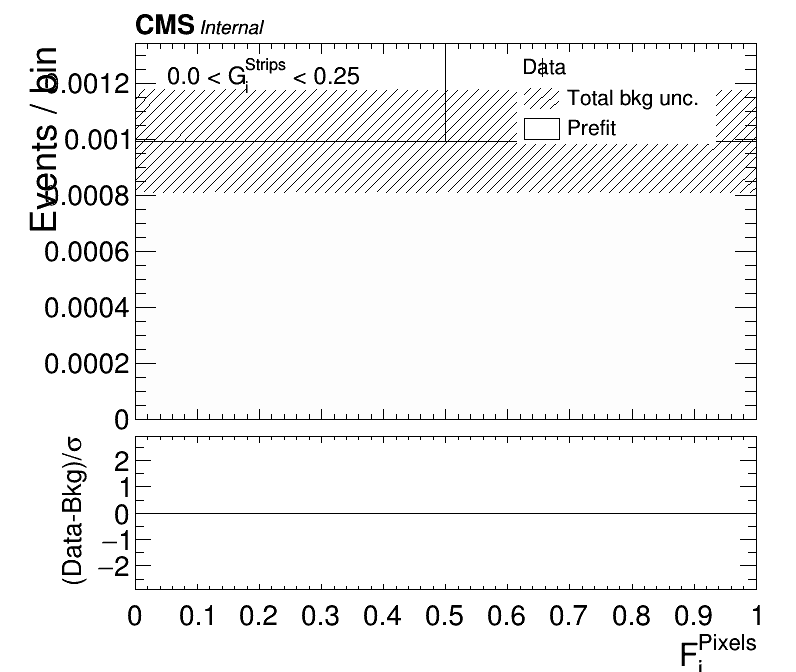 CMS Internal
Events / bin
0.0 < G_i^Strips < 0.25
Data
Total bkg unc.
Prefit
0.0012
0.001
0.0008
0.0006
0.0004
0.0002
0
(Data-Bkg)/σ
2
1
0
−1
−2
0 0.1 0.2 0.3 0.4 0.5 0.6 0.7 0.8 0.9 1
F_i^Pixels